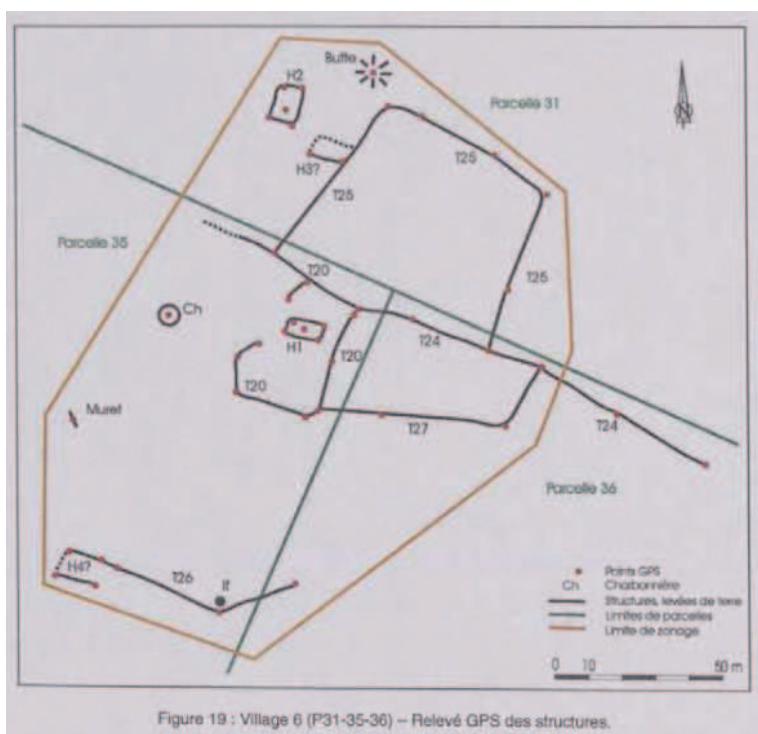 Butte
H2
Parcelle 31
N
H3?
T25
T25
T25
Parcelle 35
T20
Ch
H1
T24
T20
T20
Muret
T27
T24
Parcelle 36
H4?
T26
If
Points GPS
Ch Charbonnière
Structures, levées de terre
Limites de parcelles
Limite de zonage
0 10 50 m
Figure 19 : Village 6 (P31-35-36) – Relevé GPS des structures.